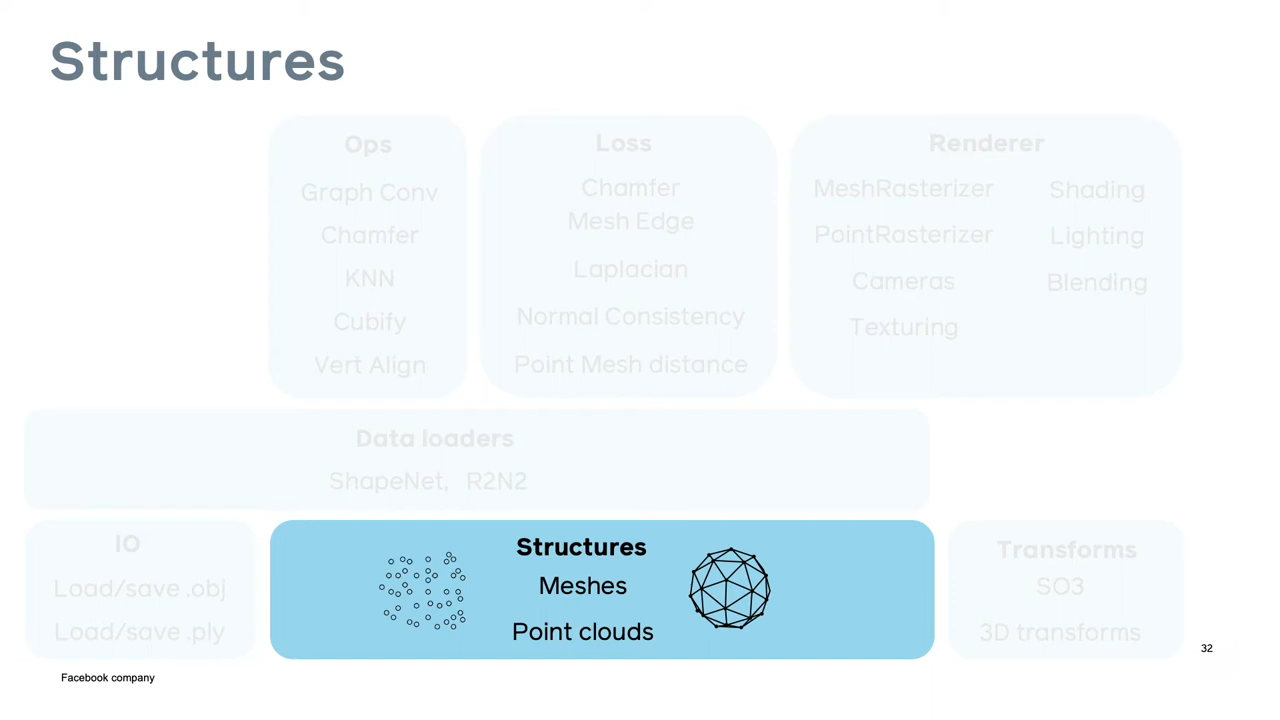 Structures
Ops
Graph Conv
Chamfer
KNN
Cubify
Vert Align
Loss
Chamfer
Mesh Edge
Laplacian
Normal Consistency
Point Mesh distance
Renderer
MeshRasterizer
PointRasterizer
Cameras
Texturing
Shading
Lighting
Blending
Data loaders
ShapeNet, R2N2
IO
Load/save .obj
Load/save .ply
Structures
Meshes
Point clouds
Transforms
SO3
3D transforms
32
Facebook company